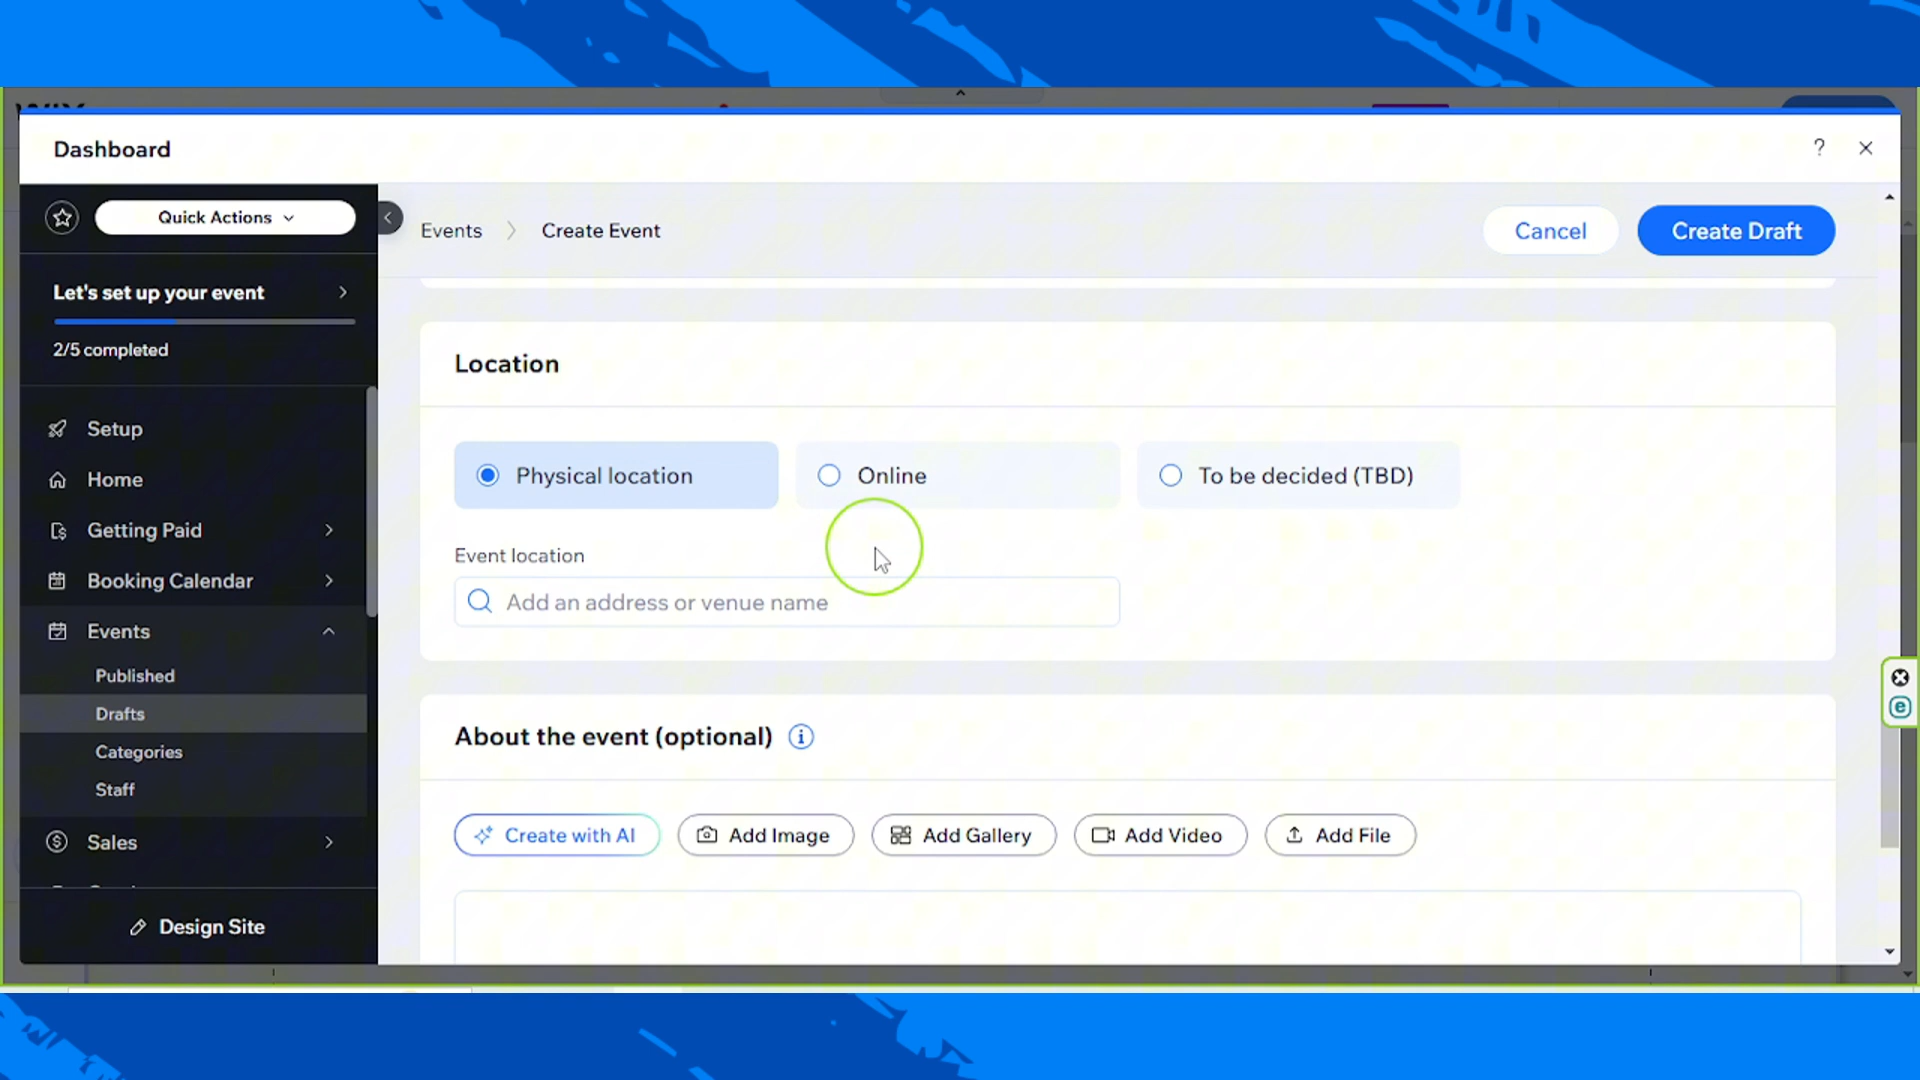 Dashboard
?
Quick Actions
Events
Create Event
Cancel
Create Draft
Let's set up your event
2/5 completed
Location
Setup
Physical location
Online
To be decided (TBD)
Home
Getting Paid
Event location
Booking Calendar
Add an address or venue name
Events
Published
Drafts
About the event (optional)
Categories
Staff
Create with AI
Add Image
Add Gallery
Add Video
Add File
Sales
Design Site